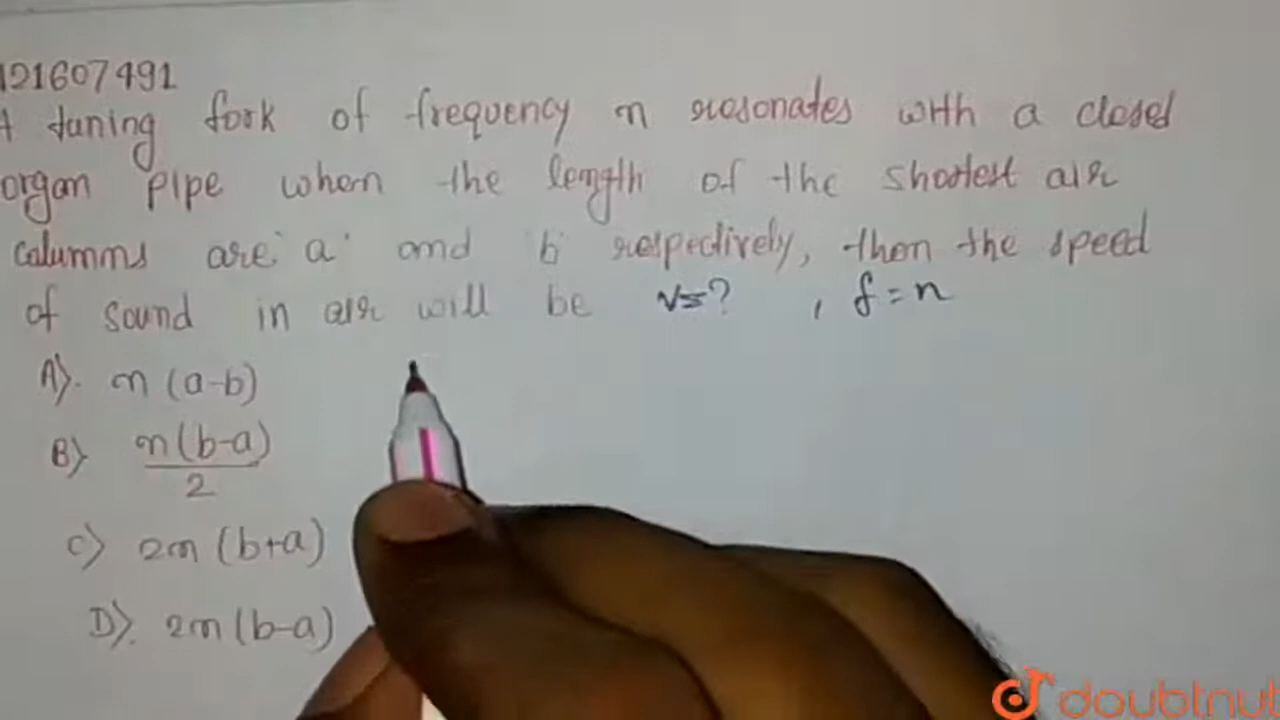 121607491
A tuning fork of frequency n resonates with a closed
organ pipe when the length of the shortest air
columns are 'a' and 'b' respectively, then the speed
of sound in air will be v=? , f=n
A). n(a-b)
B) n(b-a)/2
C) 2n(b+a)
D). 2n(b-a)
doubtnut